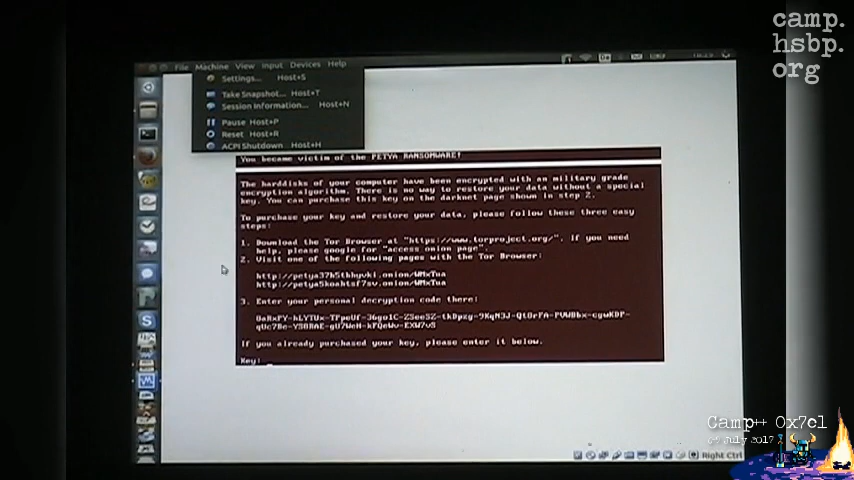 camp.
hsbp.
org
File Machine View Input Devices Help
Settings... Host+S
Take Snapshot... Host+T
Session Information... Host+N
Pause Host+P
Reset Host+R
ACPI Shutdown Host+H
You became victim of the PETYA RANSOMWARE!
The harddisks of your computer have been encrypted with an military grade
encryption algorithm. There is no way to restore your data without a special
key. You can purchase this key on the darknet page shown in step 2.
To purchase your key and restore your data, please follow these three easy
steps:
1. Download the Tor Browser at "https://www.torproject.org/". If you need
help, please google for "access onion page".
2. Visit one of the following pages with the Tor Browser:
3. Enter your personal decryption code there:
If you already purchased your key, please enter it below.
Key:
Camp++ 0x7c1
July 2017
Right Ctrl